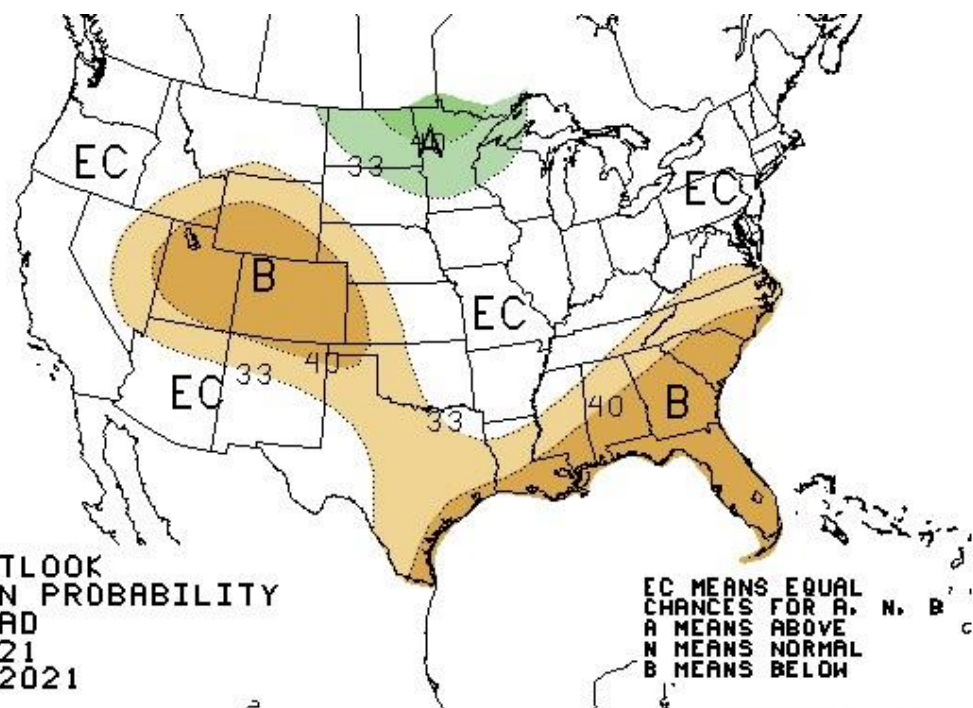 A
40
33
EC
EC
B
EC
40
33
EC
33
40
B
TLOOK
N PROBABILITY
AD
21
2021
EC MEANS EQUAL
CHANCES FOR A, N, B
A MEANS ABOVE
N MEANS NORMAL
B MEANS BELOW